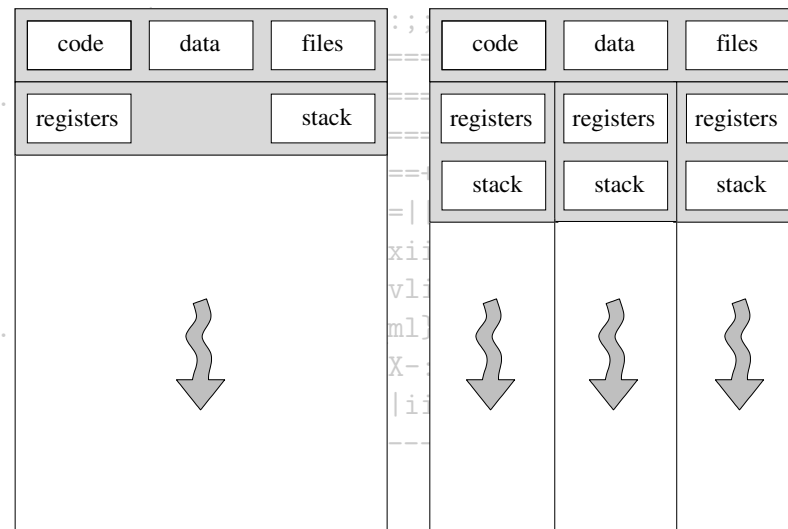 code data files
registers stack
code data files
registers registers registers
stack stack stack